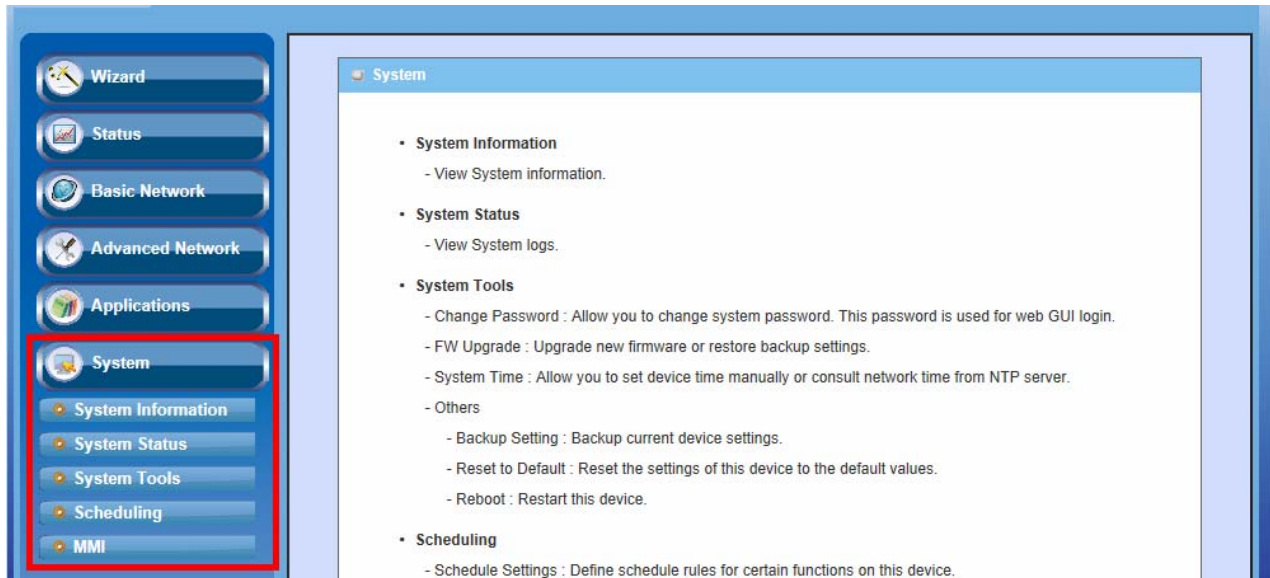 Wizard
Status
Basic Network
Advanced Network
Applications
System
System Information
System Status
System Tools
Scheduling
MMI
System
• System Information
- View System information.
• System Status
- View System logs.
• System Tools
- Change Password : Allow you to change system password. This password is used for web GUI login.
- FW Upgrade : Upgrade new firmware or restore backup settings.
- System Time : Allow you to set device time manually or consult network time from NTP server.
- Others
- Backup Setting : Backup current device settings.
- Reset to Default : Reset the settings of this device to the default values.
- Reboot : Restart this device.
• Scheduling
- Schedule Settings : Define schedule rules for certain functions on this device.